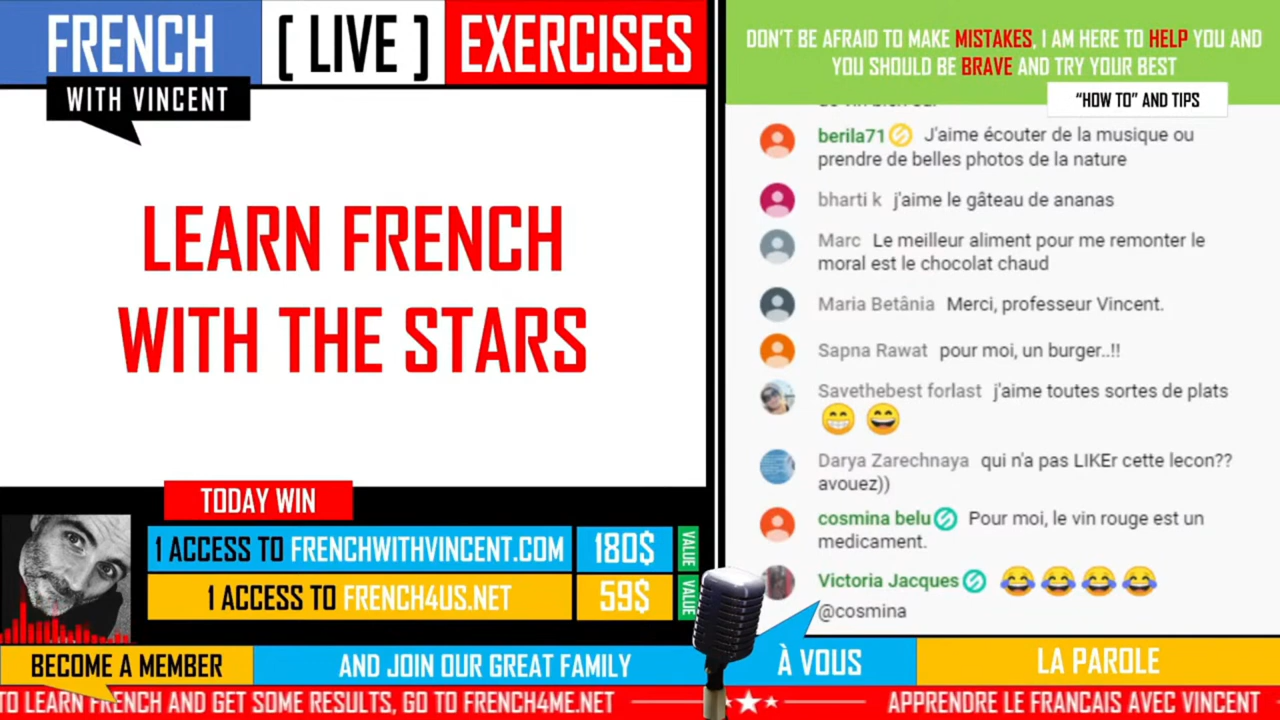 FRENCH
[ LIVE ]
EXERCISES
WITH VINCENT
LEARN FRENCH
WITH THE STARS
TODAY WIN
1 ACCESS TO FRENCHWITHVINCENT.COM
180$
VALUE
1 ACCESS TO FRENCH4US.NET
59$
VALUE
DON'T BE AFRAID TO MAKE MISTAKES, I AM HERE TO HELP YOU AND
YOU SHOULD BE BRAVE AND TRY YOUR BEST
“HOW TO” AND TIPS
berila71 J'aime écouter de la musique ou
prendre de belles photos de la nature
bharti k j'aime le gâteau de ananas
Marc Le meilleur aliment pour me remonter le
moral est le chocolat chaud
Maria Betânia Merci, professeur Vincent.
Sapna Rawat pour moi, un burger..!!
Savethebest forlast j'aime toutes sortes de plats
😁 😄
Darya Zarechnaya qui n'a pas LIKEr cette lecon??
avouez))
cosmina belu Pour moi, le vin rouge est un
medicament.
Victoria Jacques 😂 😂 😂 😂
@cosmina
BECOME A MEMBER
AND JOIN OUR GREAT FAMILY
À VOUS
LA PAROLE
TO LEARN FRENCH AND GET SOME RESULTS, GO TO FRENCH4ME.NET
APPRENDRE LE FRANCAIS AVEC VINCENT